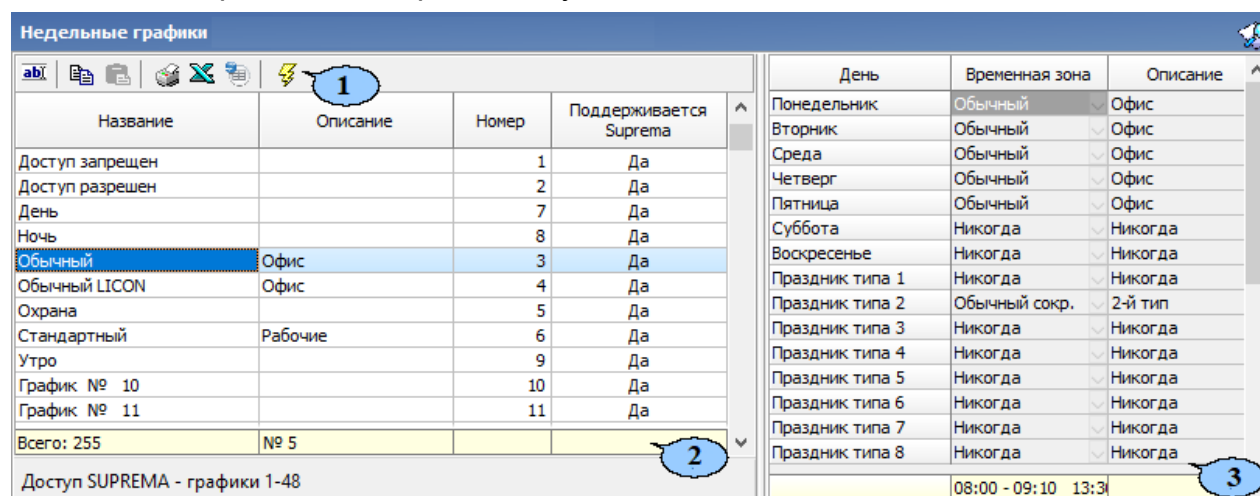 Недельные графики
abI
1
Название Описание Номер Поддерживается Suprema
Доступ запрещен 1 Да
Доступ разрешен 2 Да
День 7 Да
Ночь 8 Да
Обычный Офис 3 Да
Обычный LICON Офис 4 Да
Охрана 5 Да
Стандартный Рабочие 6 Да
Утро 9 Да
График № 10 10 Да
График № 11 11 Да
Всего: 255 № 5
2
Доступ SUPREMA - графики 1-48
День Временная зона Описание
Понедельник Обычный Офис
Вторник Обычный Офис
Среда Обычный Офис
Четверг Обычный Офис
Пятница Обычный Офис
Суббота Никогда Никогда
Воскресенье Никогда Никогда
Праздник типа 1 Никогда Никогда
Праздник типа 2 Обычный сокр. 2-й тип
Праздник типа 3 Никогда Никогда
Праздник типа 4 Никогда Никогда
Праздник типа 5 Никогда Никогда
Праздник типа 6 Никогда Никогда
Праздник типа 7 Никогда Никогда
Праздник типа 8 Никогда Никогда
3
08:00 - 09:10